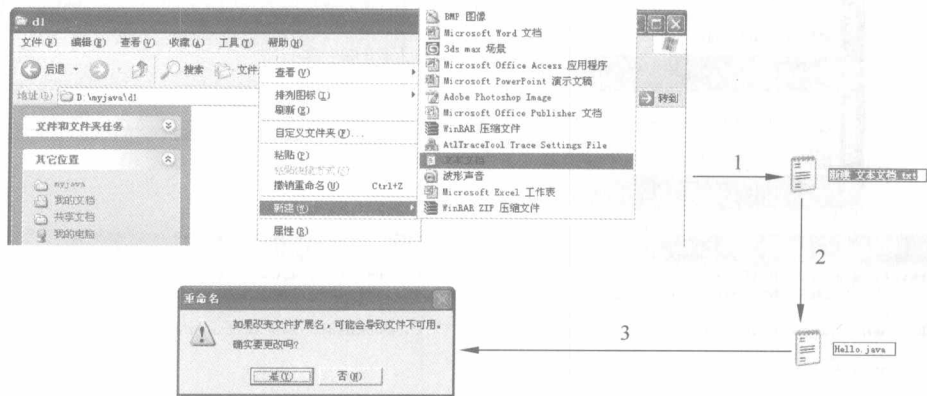 d1
文件(F) 编辑(E) 查看(V) 收藏(A) 工具(T) 帮助(H)
后退 搜索 文件
地址(D) D:\myjava\d1 转到
文件和文件夹任务
其它位置
myjava
我的文档
共享文档
我的电脑
查看(V)
排列图标(I)
刷新(E)
自定义文件夹(F)...
粘贴(P)
粘贴快捷方式(S)
撤销重命名(U) Ctrl+Z
新建(W)
属性(R)
BMP 图像
Microsoft Word 文档
3ds max 场景
Microsoft Office Access 应用程序
Microsoft PowerPoint 演示文稿
Adobe Photoshop Image
Microsoft Office Publisher 文档
WinRAR 压缩文件
AtlTraceTool Trace Settings File
文本文档
波形声音
Microsoft Excel 工作表
WinRAR ZIP 压缩文件
1
新建 文本文档.txt
2
Hello.java
3
重命名
如果改变文件扩展名，可能会导致文件不可用。
确实要更改吗?
是(Y) 否(N)